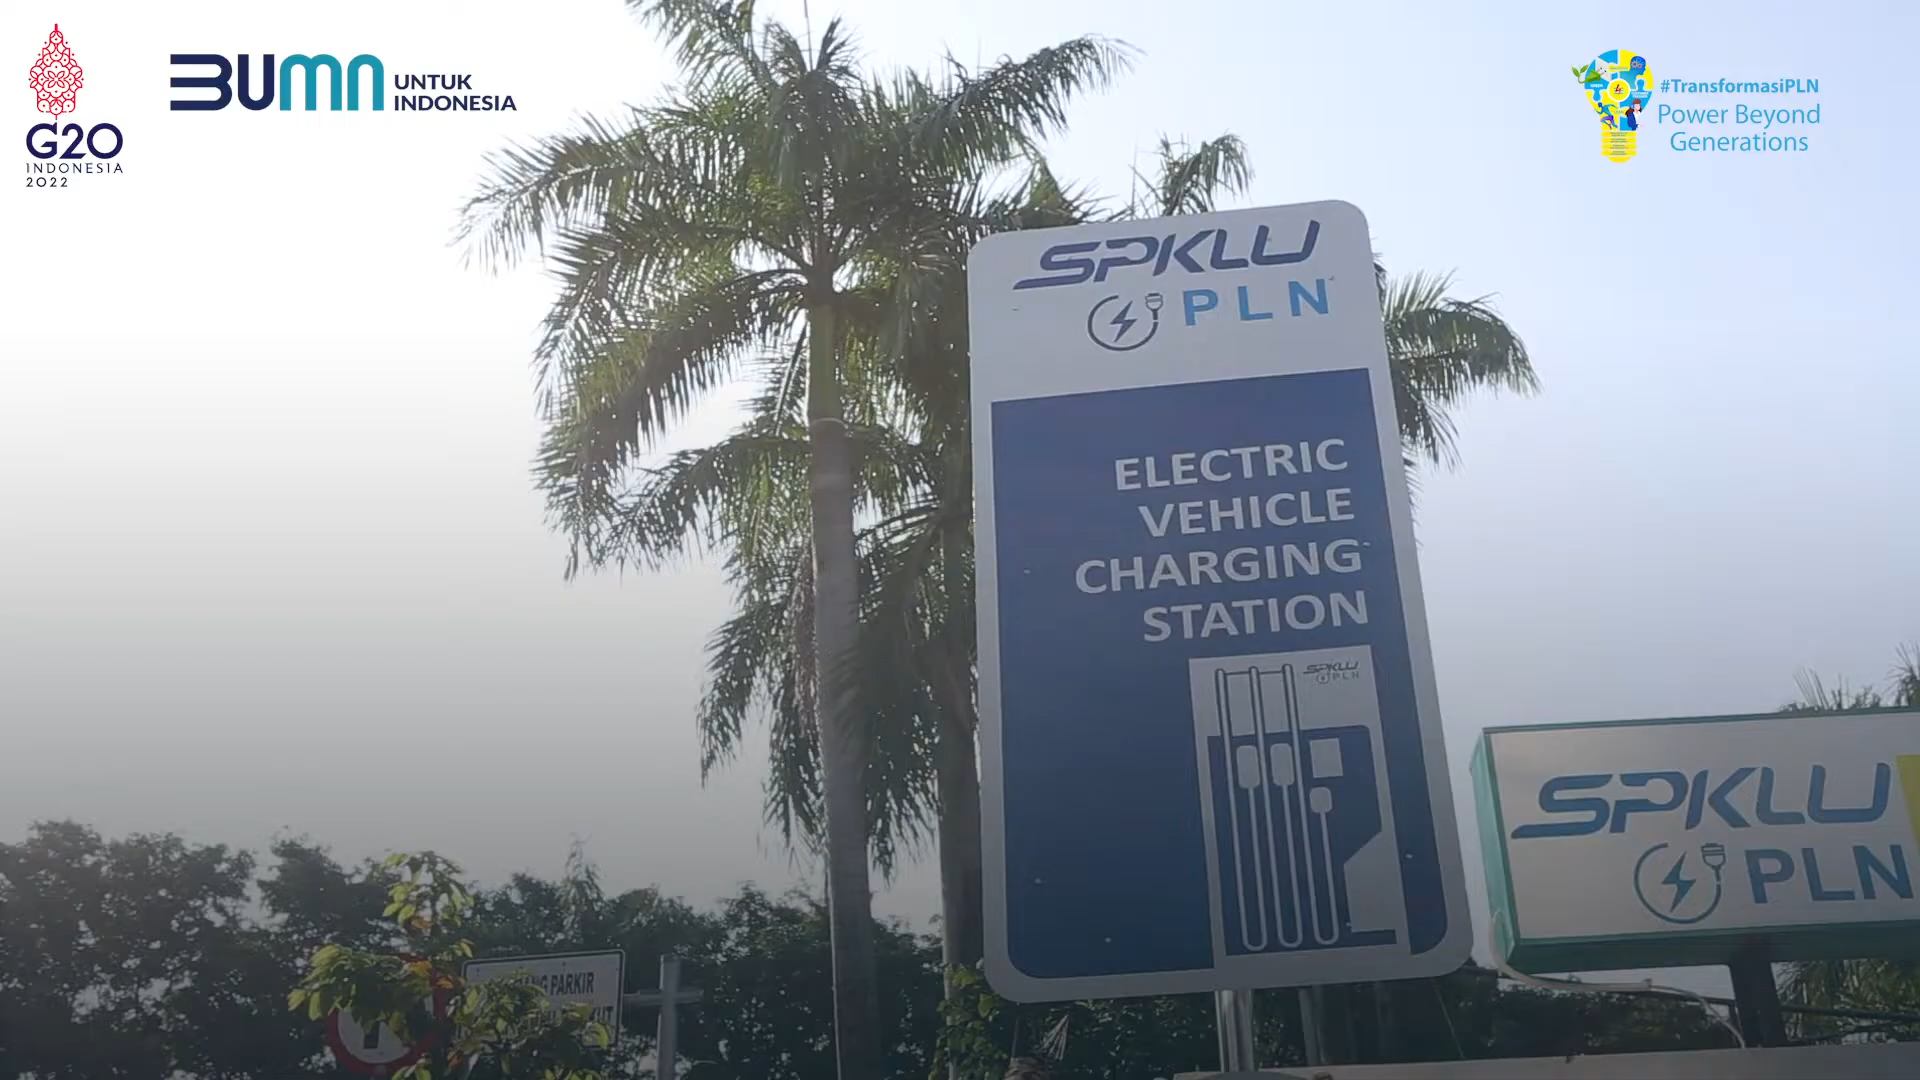 G20
INDONESIA
2022
BUMN UNTUK
INDONESIA
#TransformasiPLN
Power Beyond
Generations
SPKLU
PLN
ELECTRIC
VEHICLE
CHARGING
STATION
SPKLU
PLN
SPKLU
PLN
PARKIR